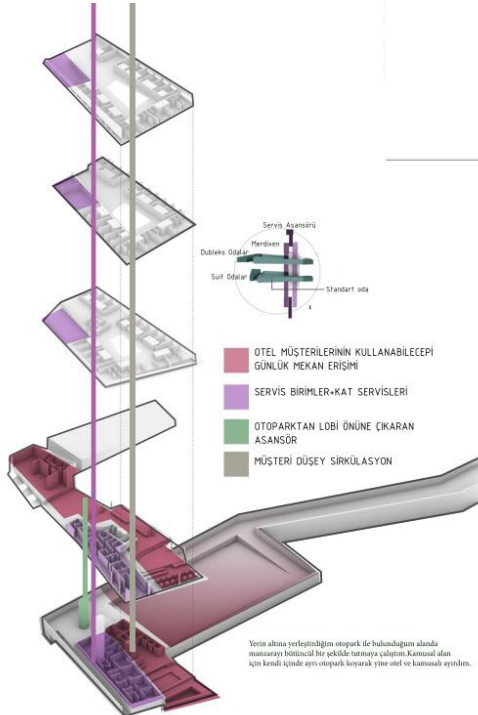 Servis Asansörü
Merdiven
Dubleks Odalar
Suit Odalar
Standart oda
OTEL MÜŞTERİLERİNİN KULLANABİLECEPİ
GÜNLÜK MEKAN ERİŞİMİ
SERVİS BİRİMLER+KAT SERVİSLERİ
OTOPARKTAN LOBİ ÖNÜNE ÇIKARAN
ASANSÖR
MÜŞTERİ DÜŞEY SİRKÜLASYON
Yerin altına yerleştirdiğim otopark ile bulunduğum alanda
manzarayı bütüncül bir şekilde tutmaya çalıştım.Kamusal alan
için kendi içinde ayrı otopark koyarak yine otel ve kamusalı ayırdım.